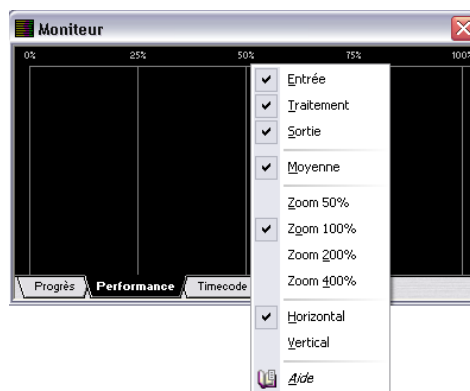 Moniteur
0% 25% 50% 75% 100%
Entrée
Traitement
Sortie
Moyenne
Zoom 50%
Zoom 100%
Zoom 200%
Zoom 400%
Horizontal
Vertical
Aide
Progrès Performance Timecode